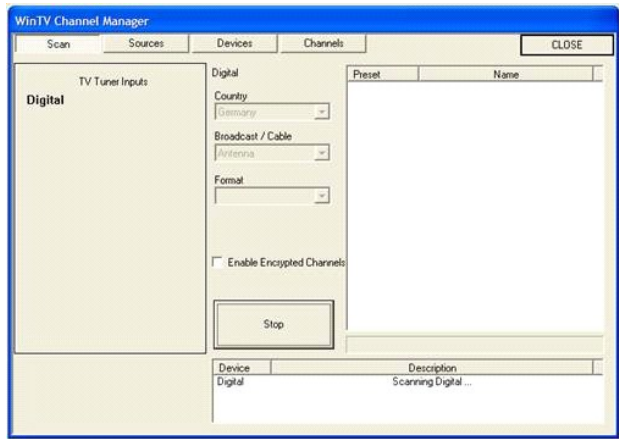 WinTV Channel Manager
Scan Sources Devices Channels CLOSE
TV Tuner Inputs
Digital
Digital
Country
Germany
Broadcast / Cable
Antenna
Format
Enable Encrypted Channels
Stop
Preset Name
Device Description
Digital Scanning Digital ...